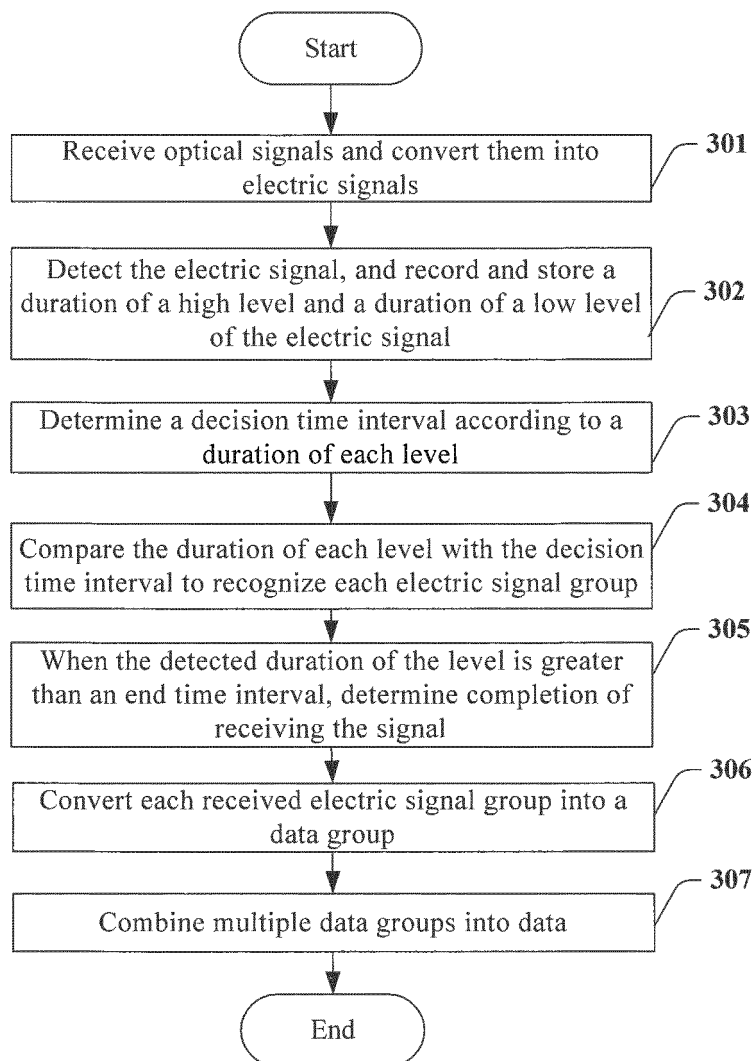 Start
Receive optical signals and convert them into
electric signals
301
Detect the electric signal, and record and store a
duration of a high level and a duration of a low level
of the electric signal
302
Determine a decision time interval according to a
duration of each level
303
Compare the duration of each level with the decision
time interval to recognize each electric signal group
304
When the detected duration of the level is greater
than an end time interval, determine completion of
receiving the signal
305
Convert each received electric signal group into a
data group
306
Combine multiple data groups into data
307
End